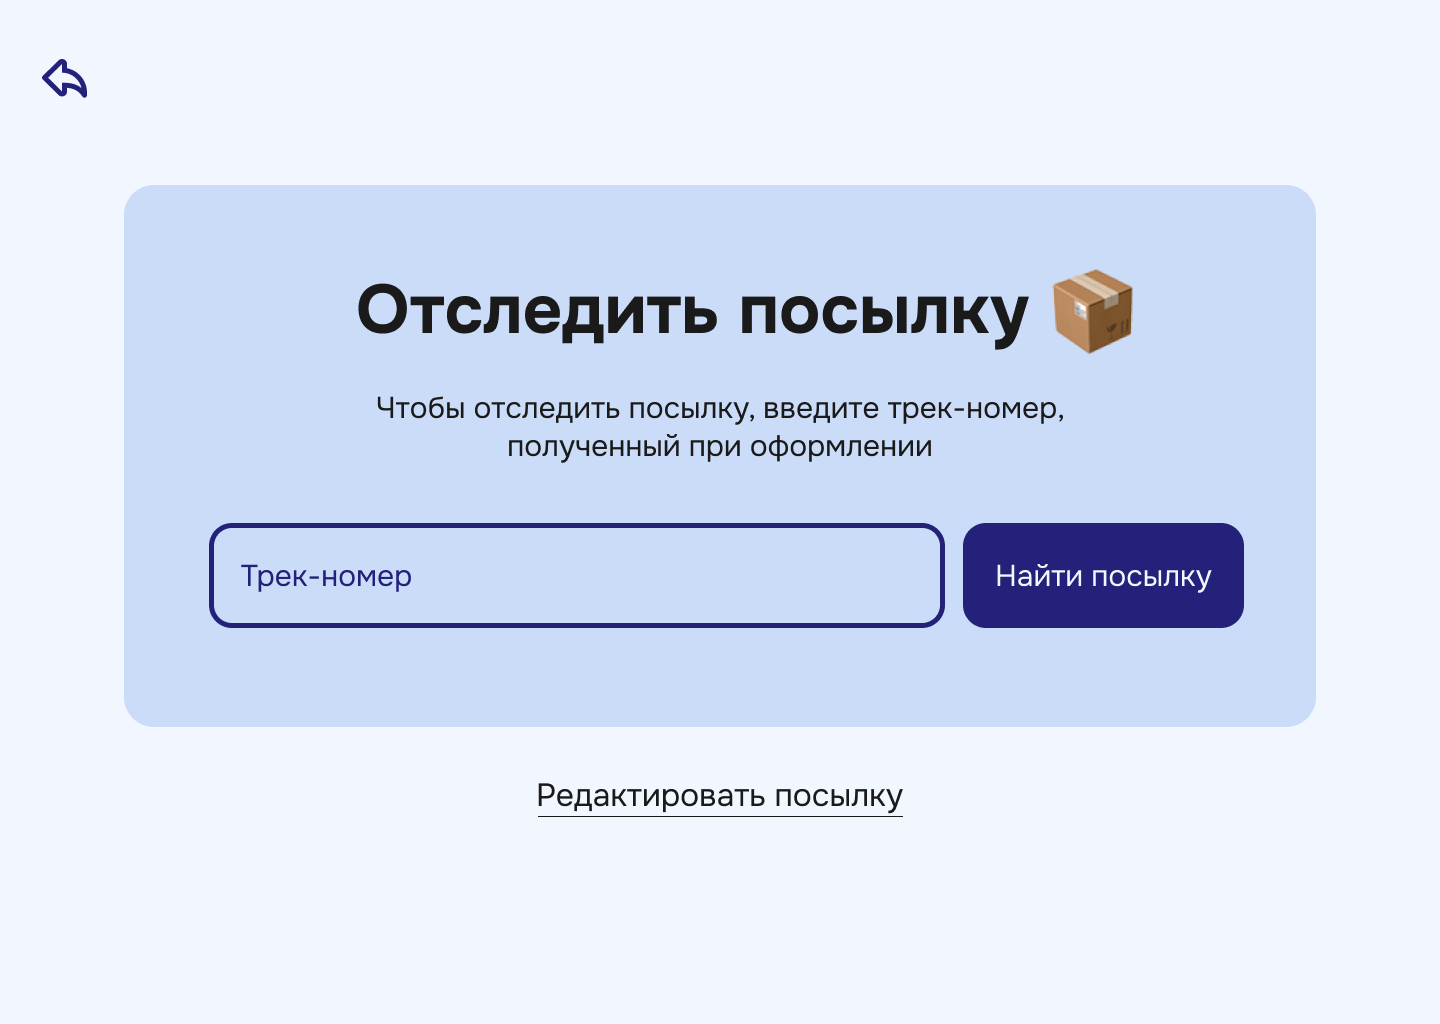 Отследить посылку
Чтобы отследить посылку, введите трек-номер,
полученный при оформлении
Трек-номер
Найти посылку
Редактировать посылку